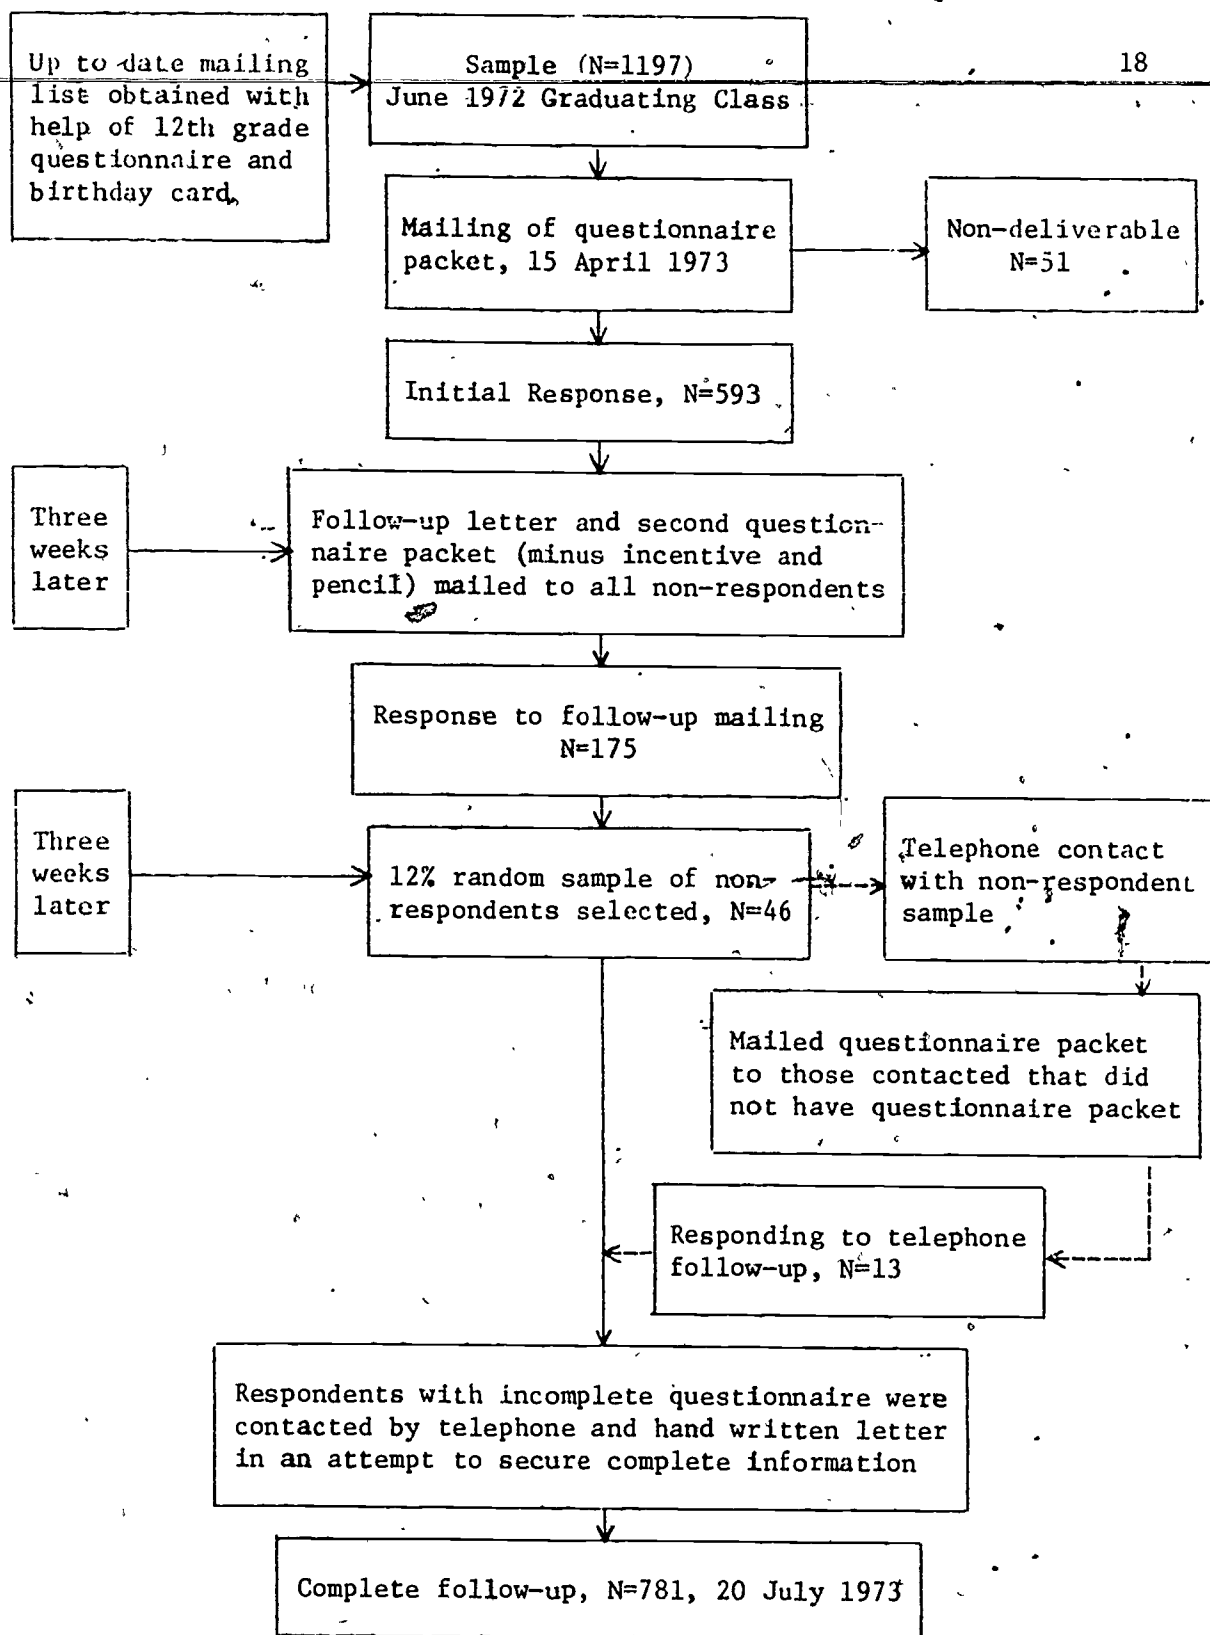 18
Up to date mailing
list obtained with
help of 12th grade
questionnaire and
birthday card.
Sample (N=1197)
June 1972 Graduating Class
Mailing of questionnaire
packet, 15 April 1973
Non-deliverable
N=51
Initial Response, N=593
Three
weeks
later
Follow-up letter and second question-
naire packet (minus incentive and
pencil) mailed to all non-respondents
Response to follow-up mailing
N=175
Three
weeks
later
12% random sample of non-
respondents selected, N=46
Telephone contact
with non-respondent
sample
Mailed questionnaire packet
to those contacted that did
not have questionnaire packet
Responding to telephone
follow-up, N=13
Respondents with incomplete questionnaire were
contacted by telephone and hand written letter
in an attempt to secure complete information
Complete follow-up, N=781, 20 July 1973